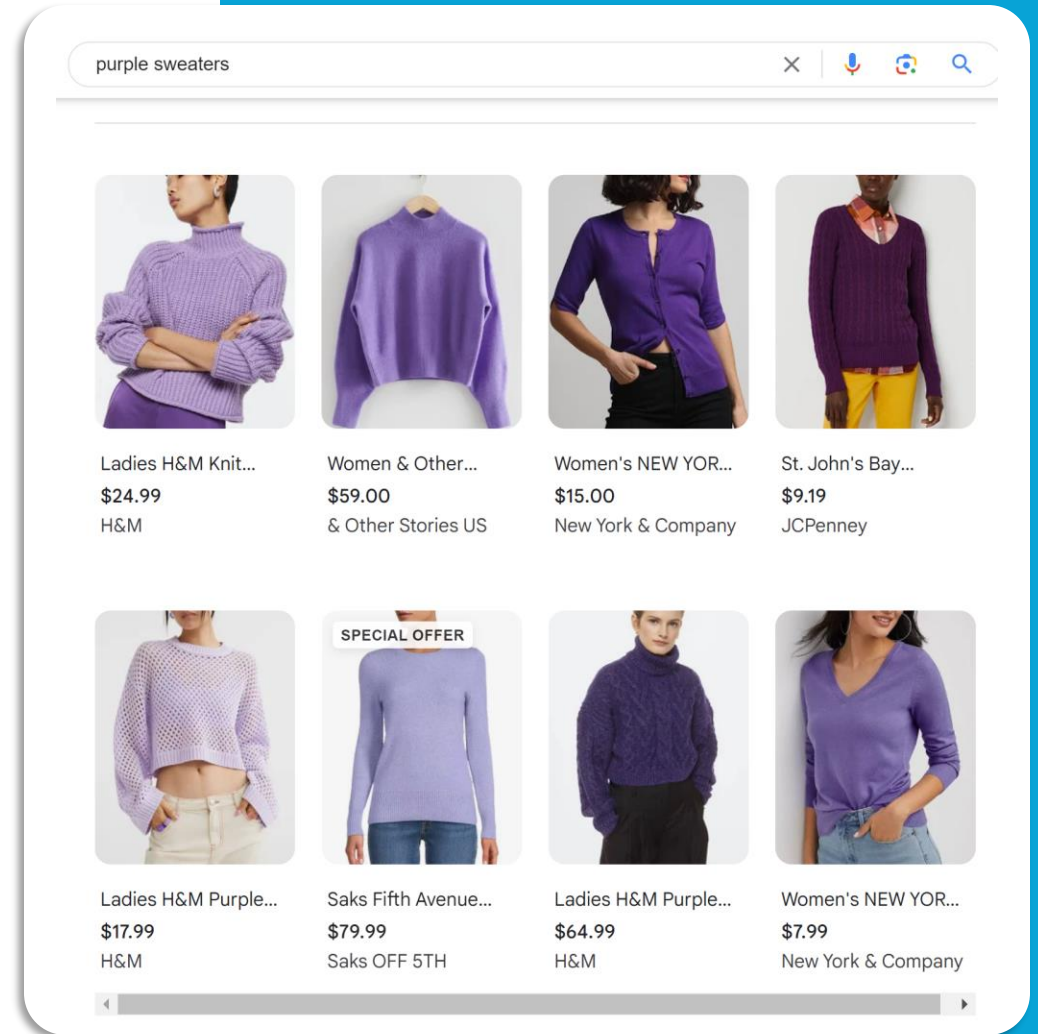 purple sweaters
Ladies H&M Knit...
$24.99
H&M
Women & Other...
$59.00
& Other Stories US
Women's NEW YOR...
$15.00
New York & Company
St. John's Bay...
$9.19
JCPenney
SPECIAL OFFER
Ladies H&M Purple...
$17.99
H&M
Saks Fifth Avenue...
$79.99
Saks OFF 5TH
Ladies H&M Purple...
$64.99
H&M
Women's NEW YOR...
$7.99
New York & Company